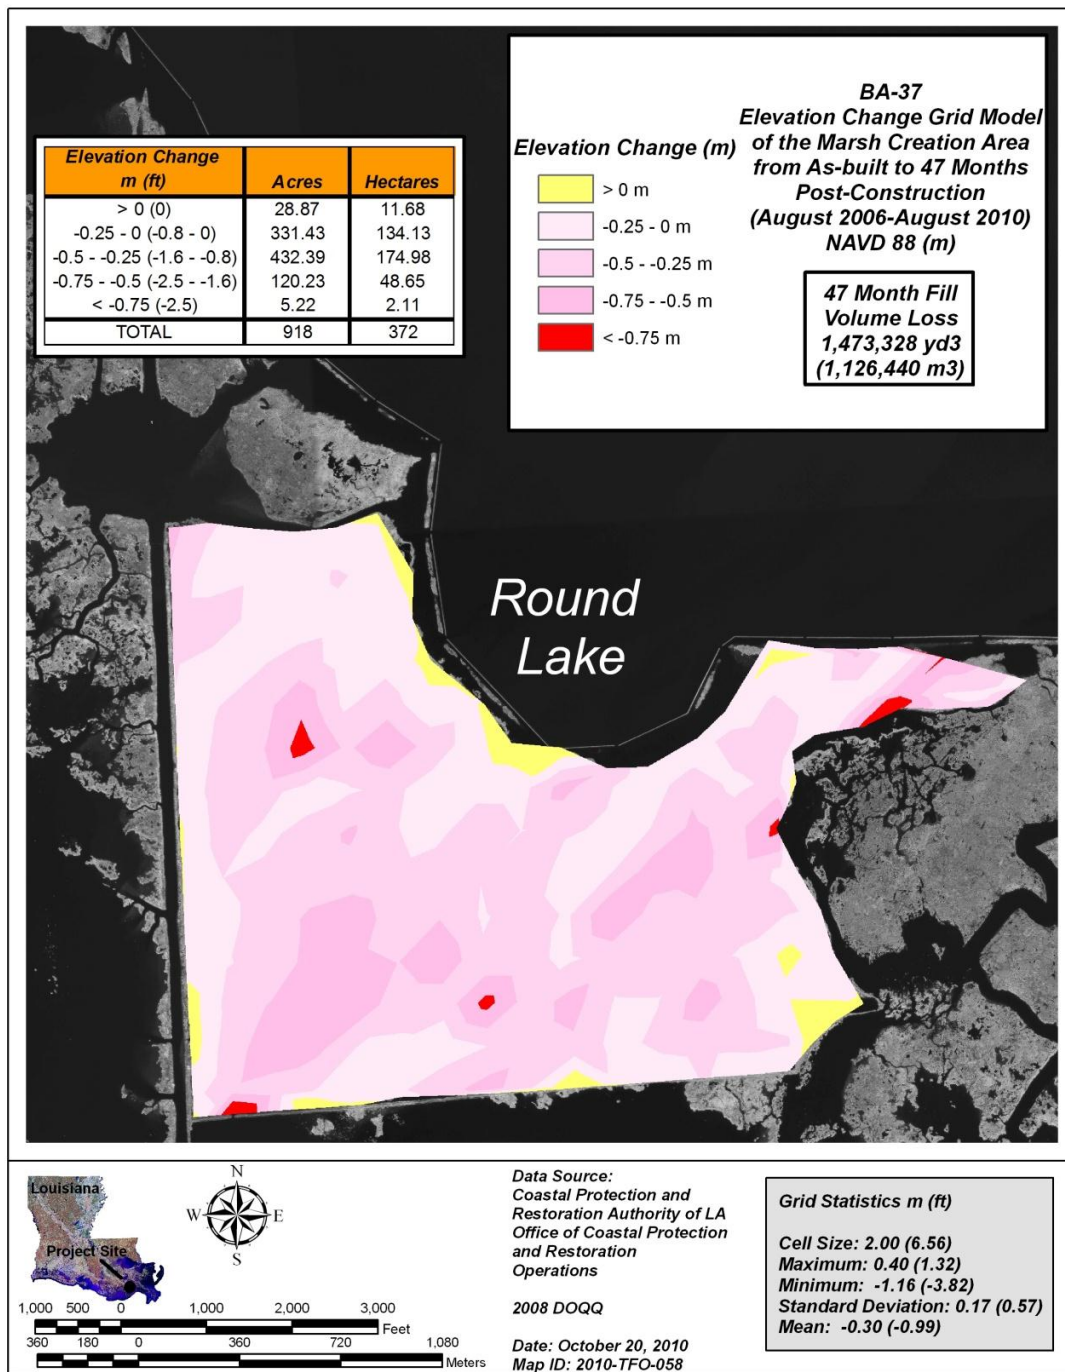 BA-37
Elevation Change Grid Model
of the Marsh Creation Area
from As-built to 47 Months
Post-Construction
(August 2006-August 2010)
NAVD 88 (m)
47 Month Fill
Volume Loss
1,473,328 yd3
(1,126,440 m3)
Elevation Change (m)
> 0 m
-0.25 - 0 m
-0.5 - -0.25 m
-0.75 - -0.5 m
< -0.75 m
Elevation Change
m (ft) Acres Hectares
> 0 (0) 28.87 11.68
-0.25 - 0 (-0.8 - 0) 331.43 134.13
-0.5 - -0.25 (-1.6 - -0.8) 432.39 174.98
-0.75 - -0.5 (-2.5 - -1.6) 120.23 48.65
< -0.75 (-2.5) 5.22 2.11
TOTAL 918 372
Round
Lake
Louisiana
Project Site
N
W E
S
1,000 500 0 1,000 2,000 3,000
Feet
360 180 0 360 720 1,080
Meters
Data Source:
Coastal Protection and
Restoration Authority of LA
Office of Coastal Protection
and Restoration
Operations
2008 DOQQ
Date: October 20, 2010
Map ID: 2010-TFO-058
Grid Statistics m (ft)
Cell Size: 2.00 (6.56)
Maximum: 0.40 (1.32)
Minimum: -1.16 (-3.82)
Standard Deviation: 0.17 (0.57)
Mean: -0.30 (-0.99)